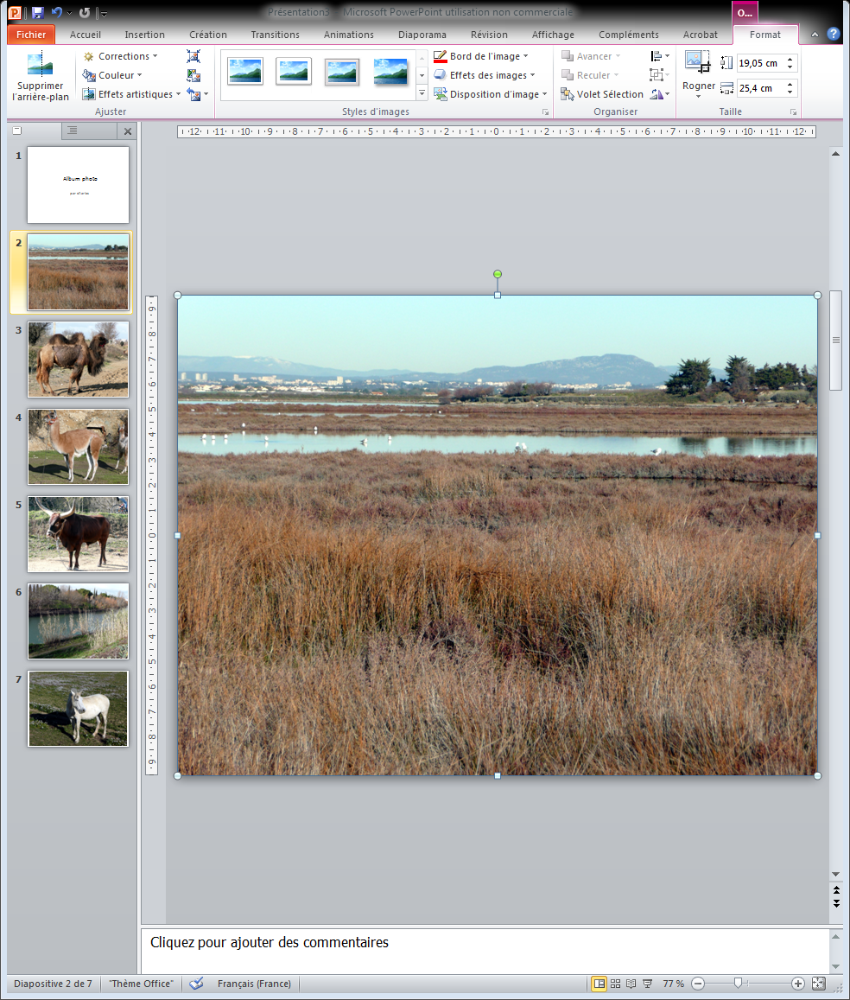 Présentation3 Microsoft PowerPoint utilisation non commerciale O...
Fichier Accueil Insertion Création Transitions Animations Diaporama Révision Affichage Compléments Acrobat Format
Supprimer l'arrière-plan
Corrections
Couleur
Effets artistiques
Ajuster
Styles d'images
Bord de l'image
Effets des images
Disposition d'image
Avancer
Reculer
Volet Sélection
Organiser
Rogner
19,05 cm
25,4 cm
Taille
12 11 10 9 8 7 6 5 4 3 2 1 0 1 2 3 4 5 6 7 8 9 10 11 12
9 8 7 6 5 4 3 2 1 0 1 2 3 4 5 6 7 8 9
1
Album photo
2
3
4
5
6
7
Cliquez pour ajouter des commentaires
Diapositive 2 de 7 "Thème Office" Français (France) 77 %